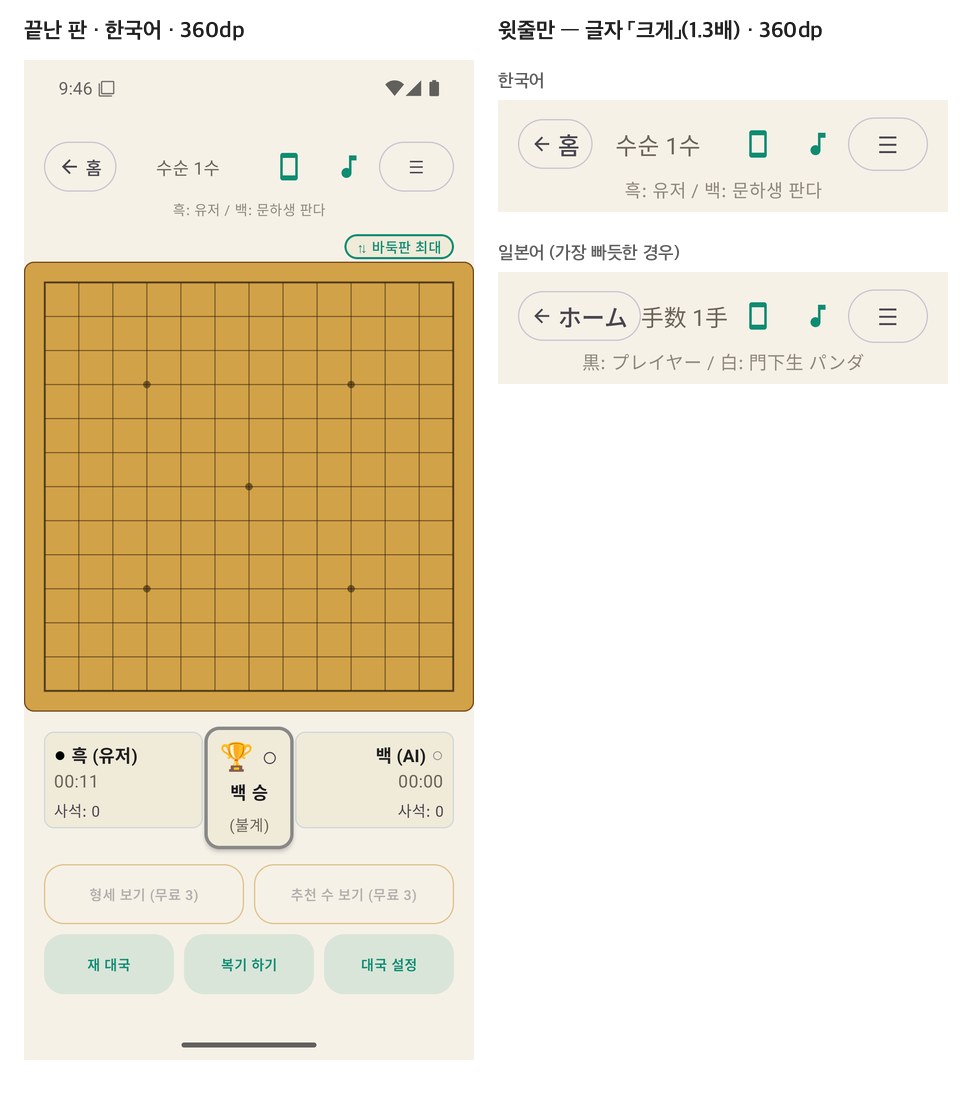 끝난 판 · 한국어 · 360dp
9:46
← 홈 수순 1수
흑: 유저 / 백: 문하생 판다
↑↓ 바둑판 최대
● 흑 (유저)
00:11
사석: 0
🏆 ○
백 승
(불계)
백 (AI) ○
00:00
사석: 0
형세 보기 (무료 3) 추천 수 보기 (무료 3)
재 대국 복기 하기 대국 설정
윗줄만 — 글자 「크게」(1.3배) · 360dp
한국어
← 홈 수순 1수
흑: 유저 / 백: 문하생 판다
일본어 (가장 빠듯한 경우)
← ホーム 手数 1手
黒: プレイヤー / 白: 門下生 パンダ